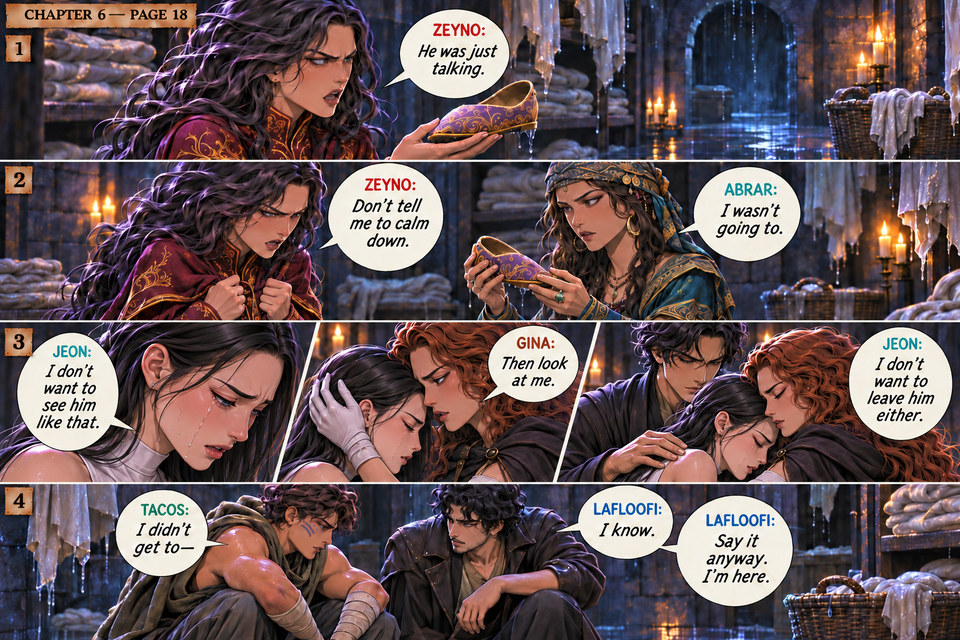 CHAPTER 6 — PAGE 18
1
ZEYNO:
He was just
talking.
2
ZEYNO:
Don't tell
me to calm
down.
ABRAR:
I wasn't
going to.
3
JEON:
I don't
want to
see him
like that.
GINA:
Then look
at me.
JEON:
I don't
want to
leave him
either.
4
TACOS:
I didn't
get to—
LAFLOOFI:
I know.
LAFLOOFI:
Say it
anyway.
I'm here.